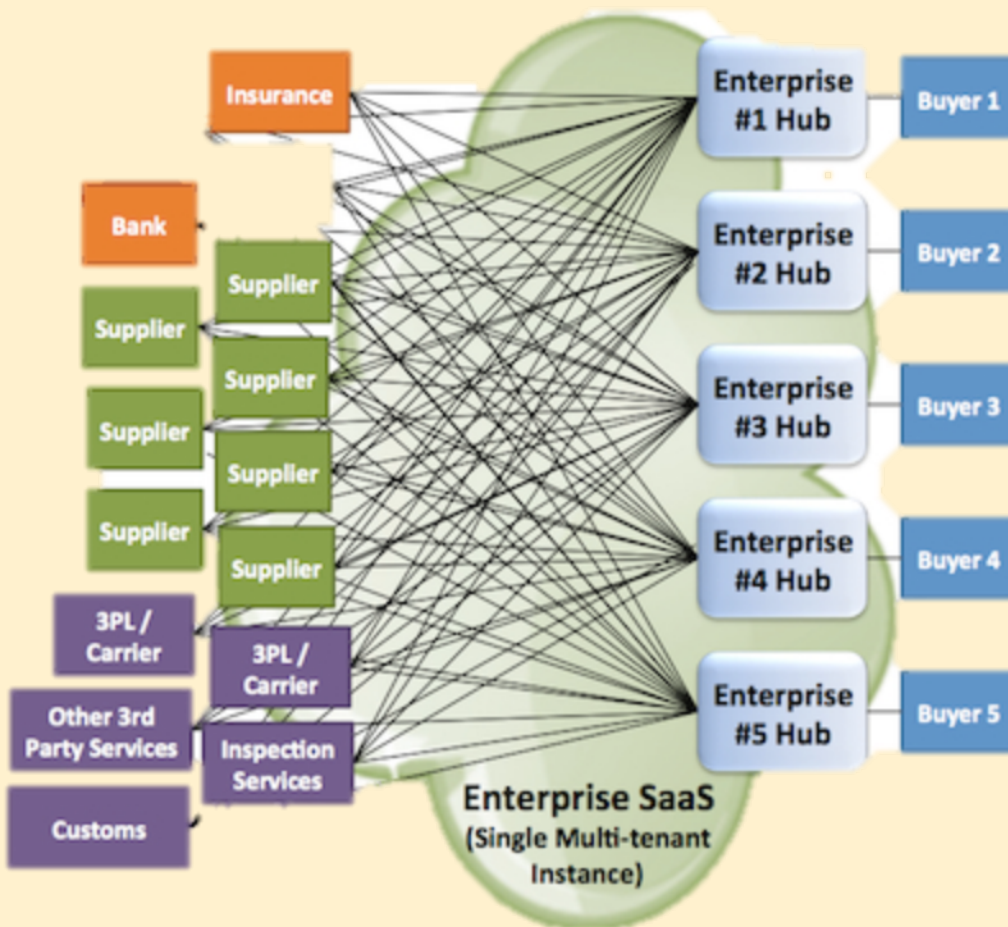 Insurance
Bank
Supplier
Supplier
Supplier
Supplier
Supplier
Supplier
Supplier
3PL /
Carrier
3PL /
Carrier
Other 3rd
Party Services
Inspection
Services
Customs
Enterprise
#1 Hub
Buyer 1
Enterprise
#2 Hub
Buyer 2
Enterprise
#3 Hub
Buyer 3
Enterprise
#4 Hub
Buyer 4
Enterprise
#5 Hub
Buyer 5
Enterprise SaaS
(Single Multi-tenant
Instance)